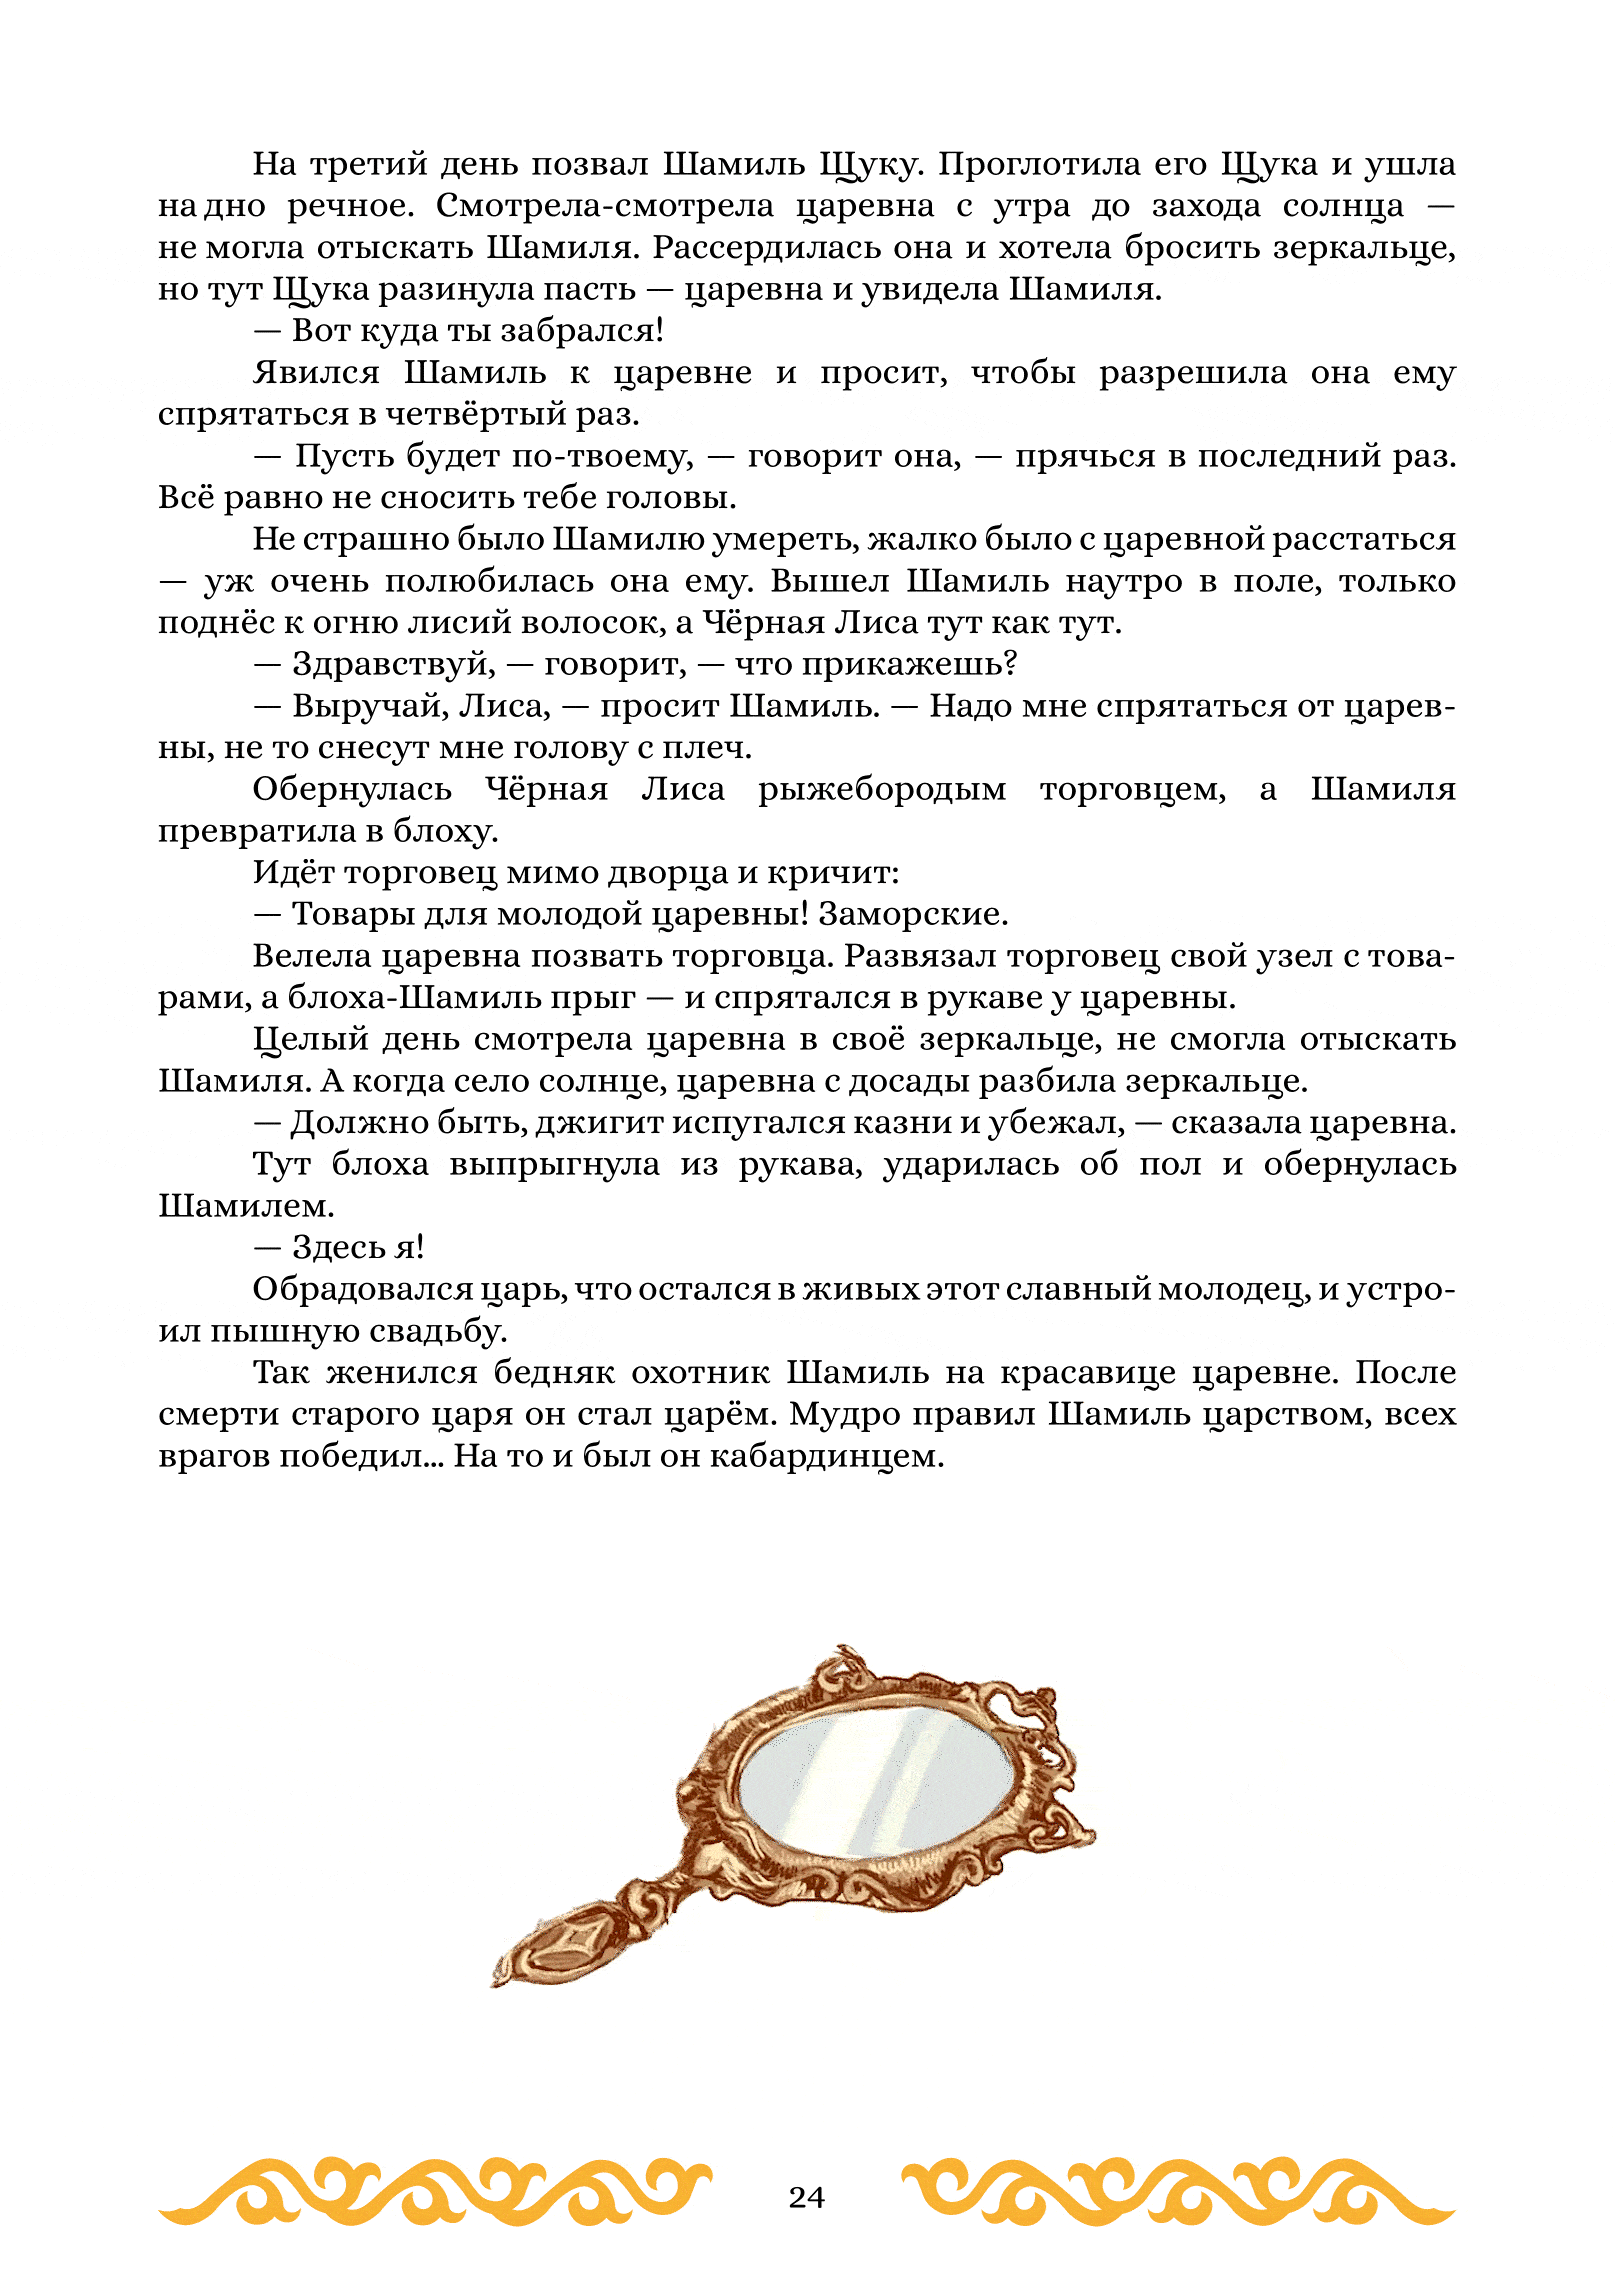 На третий день позвал Шамиль Щуку. Проглотила его Щука и ушла
на дно речное. Смотрела-смотрела царевна с утра до захода солнца —
не могла отыскать Шамиля. Рассердилась она и хотела бросить зеркальце,
но тут Щука разинула пасть — царевна и увидела Шамиля.
— Вот куда ты забрался!
Явился Шамиль к царевне и просит, чтобы разрешила она ему
спрятаться в четвёртый раз.
— Пусть будет по-твоему, — говорит она, — прячься в последний раз.
Всё равно не сносить тебе головы.
Не страшно было Шамилю умереть, жалко было с царевной расстаться
— уж очень полюбилась она ему. Вышел Шамиль наутро в поле, только
поднёс к огню лисий волосок, а Чёрная Лиса тут как тут.
— Здравствуй, — говорит, — что прикажешь?
— Выручай, Лиса, — просит Шамиль. — Надо мне спрятаться от царев-
ны, не то снесут мне голову с плеч.
Обернулась Чёрная Лиса рыжебородым торговцем, а Шамиля
превратила в блоху.
Идёт торговец мимо дворца и кричит:
— Товары для молодой царевны! Заморские.
Велела царевна позвать торговца. Развязал торговец свой узел с това-
рами, а блоха-Шамиль прыг — и спрятался в рукаве у царевны.
Целый день смотрела царевна в своё зеркальце, не смогла отыскать
Шамиля. А когда село солнце, царевна с досады разбила зеркальце.
— Должно быть, джигит испугался казни и убежал, — сказала царевна.
Тут блоха выпрыгнула из рукава, ударилась об пол и обернулась
Шамилем.
— Здесь я!
Обрадовался царь, что остался в живых этот славный молодец, и устро-
ил пышную свадьбу.
Так женился бедняк охотник Шамиль на красавице царевне. После
смерти старого царя он стал царём. Мудро правил Шамиль царством, всех
врагов победил... На то и был он кабардинцем.
24